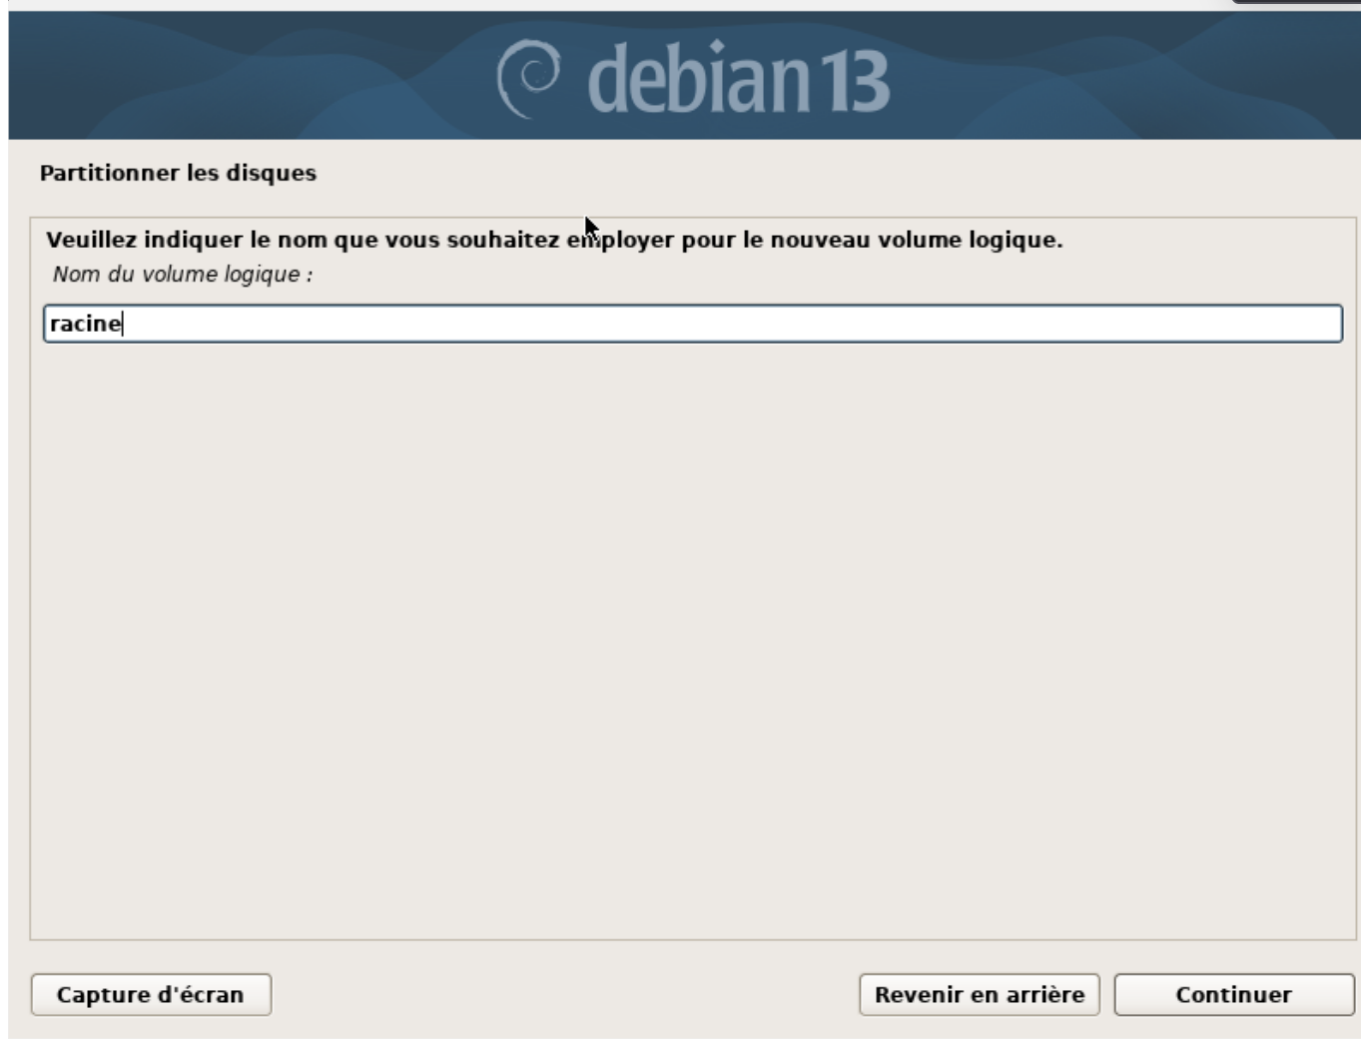 debian 13
Partitionner les disques
Veuillez indiquer le nom que vous souhaitez employer pour le nouveau volume logique.
Nom du volume logique :
racine
Capture d'écran
Revenir en arrière
Continuer